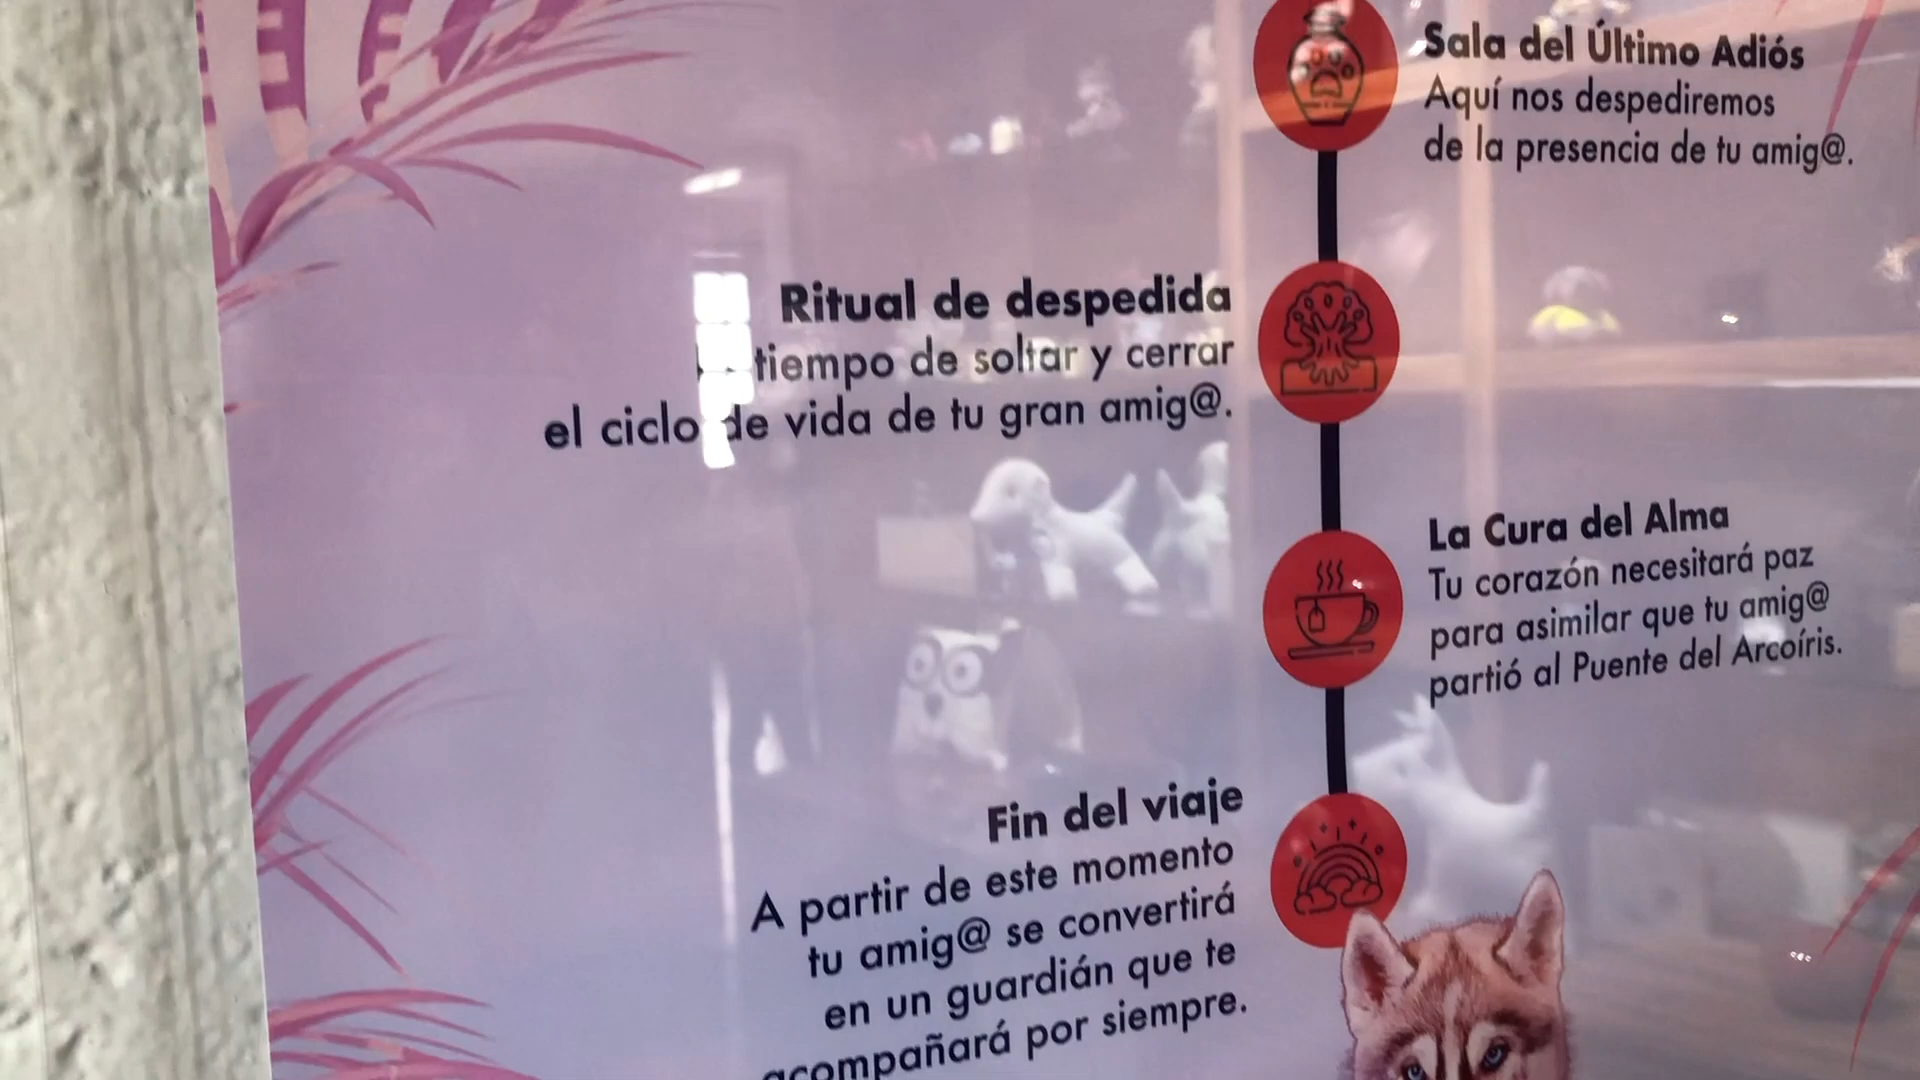 Sala del Último Adiós
Aquí nos despediremos
de la presencia de tu amig@.
Ritual de despedida
tiempo de soltar y cerrar
el ciclo de vida de tu gran amig@.
La Cura del Alma
Tu corazón necesitará paz
para asimilar que tu amig@
partió al Puente del Arcoíris.
Fin del viaje
A partir de este momento
tu amig@ se convertirá
en un guardián que te
acompañará por siempre.